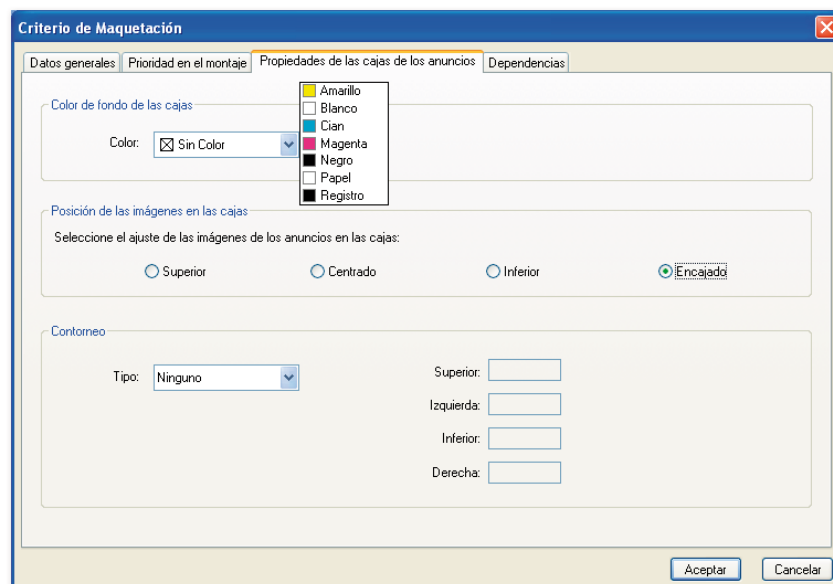 Criterio de Maquetación
Datos generales Prioridad en el montaje Propiedades de las cajas de los anuncios Dependencias
Color de fondo de las cajas
Color: Sin Color
Amarillo
Blanco
Cian
Magenta
Negro
Papel
Registro
Posición de las imágenes en las cajas
Seleccione el ajuste de las imágenes de los anuncios en las cajas:
Superior Centrado Inferior Encajado
Contorneo
Tipo: Ninguno
Superior:
Izquierda:
Inferior:
Derecha:
Aceptar Cancelar